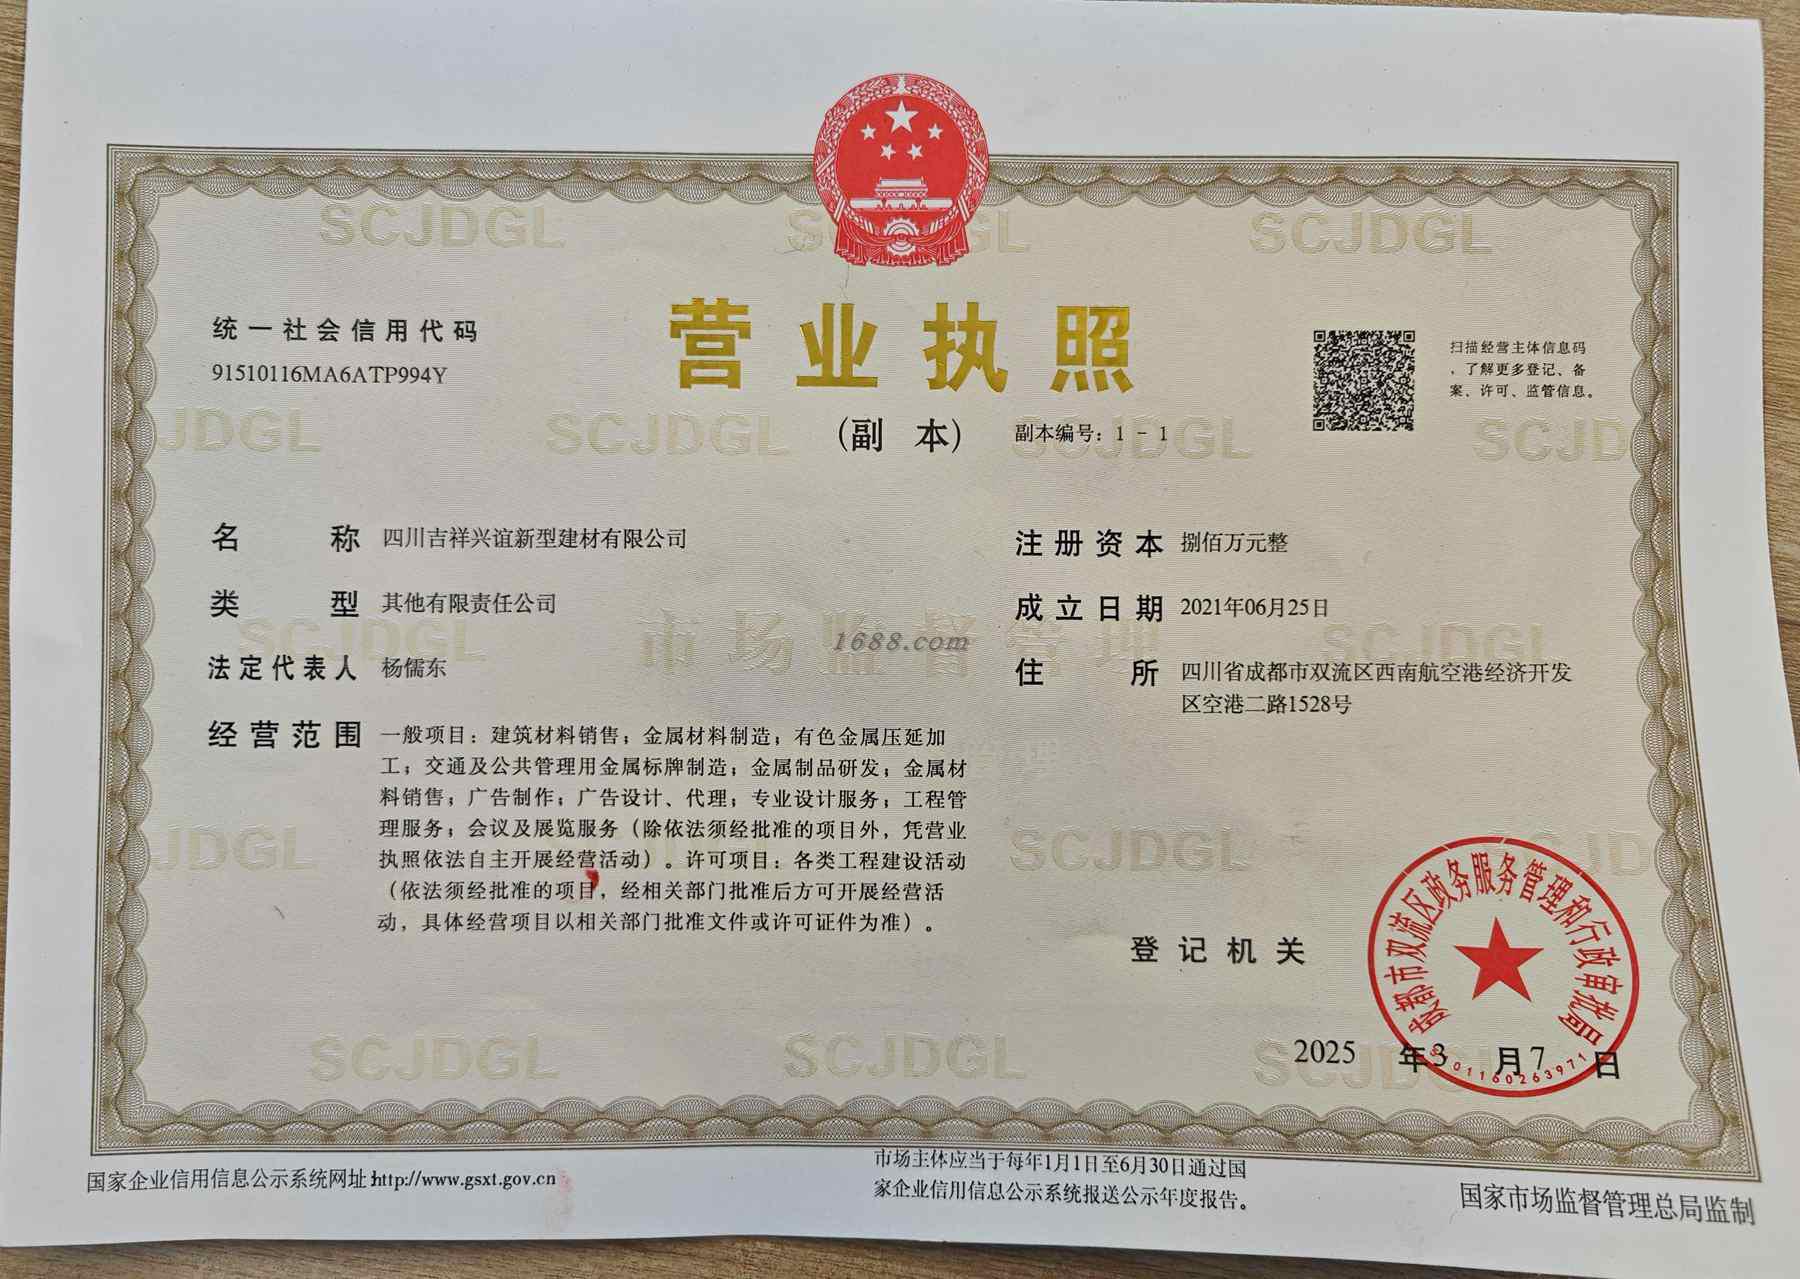 统一社会信用代码
91510116MA6ATP994Y
营业执照
（副 本）
副本编号：1 - 1
扫描经营主体信息码
，了解更多登记、备
案、许可、监管信息。
名 称 四川吉祥兴谊新型建材有限公司
类 型 其他有限责任公司
法定代表人 杨儒东
经营范围 一般项目：建筑材料销售；金属材料制造；有色金属压延加
工；交通及公共管理用金属标牌制造；金属制品研发；金属材
料销售；广告制作；广告设计、代理；专业设计服务；工程管
理服务；会议及展览服务（除依法须经批准的项目外，凭营业
执照依法自主开展经营活动）。许可项目：各类工程建设活动
（依法须经批准的项目，经相关部门批准后方可开展经营活
动，具体经营项目以相关部门批准文件或许可证件为准）。
注册资本 捌佰万元整
成立日期 2021年06月25日
住 所 四川省成都市双流区西南航空港经济开发
区空港二路1528号
登记机关
成都市双流区政务服务管理和行政审批局
5101160263971
2025 年 3 月 7 日
SCJDGL
市场监督管理
1688.com
国家企业信用信息公示系统网址:http://www.gsxt.gov.cn
市场主体应当于每年1月1日至6月30日通过国
家企业信用信息公示系统报送公示年度报告。
国家市场监督管理总局监制